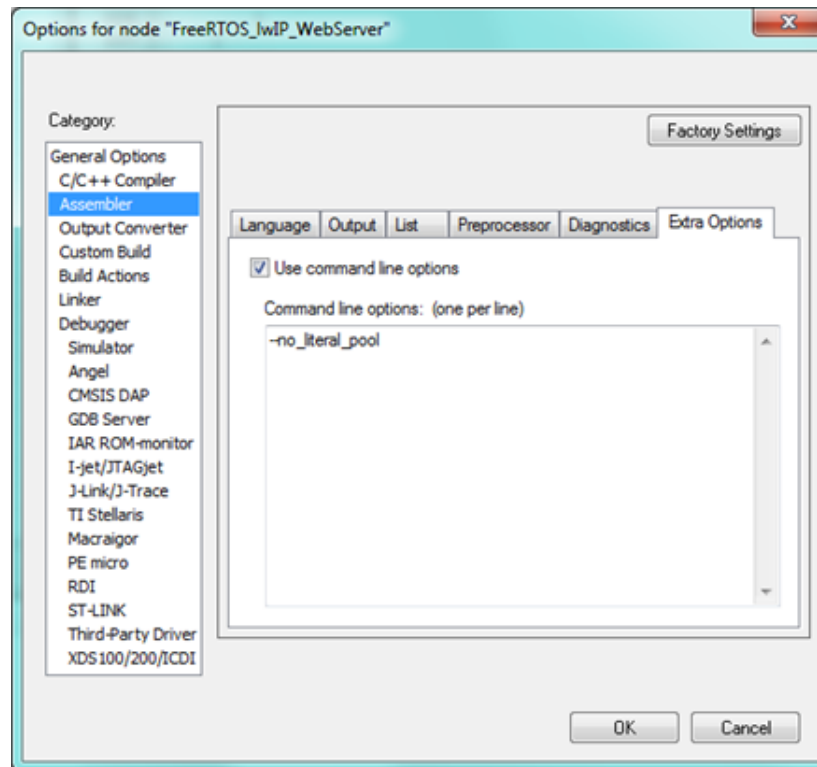 Options for node "FreeRTOS_lwIP_WebServer"
x
Category:
Factory Settings
General Options
C/C++ Compiler
Assembler
Output Converter
Custom Build
Build Actions
Linker
Debugger
Simulator
Angel
CMSIS DAP
GDB Server
IAR ROM-monitor
I-jet/JTAGjet
J-Link/J-Trace
TI Stellaris
Macraigor
PE micro
RDI
ST-LINK
Third-Party Driver
XDS100/200/ICDI
Language Output List Preprocessor Diagnostics Extra Options
Use command line options
Command line options: (one per line)
--no_literal_pool
OK Cancel